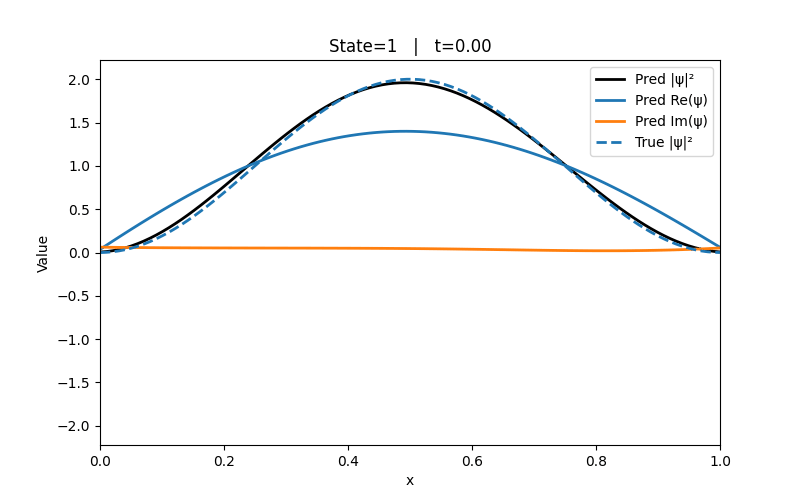 State=1 | t=0.00
Pred |ψ|²
Pred Re(ψ)
Pred Im(ψ)
True |ψ|²
Value
2.0
1.5
1.0
0.5
0.0
−0.5
−1.0
−1.5
−2.0
0.0 0.2 0.4 0.6 0.8 1.0
x